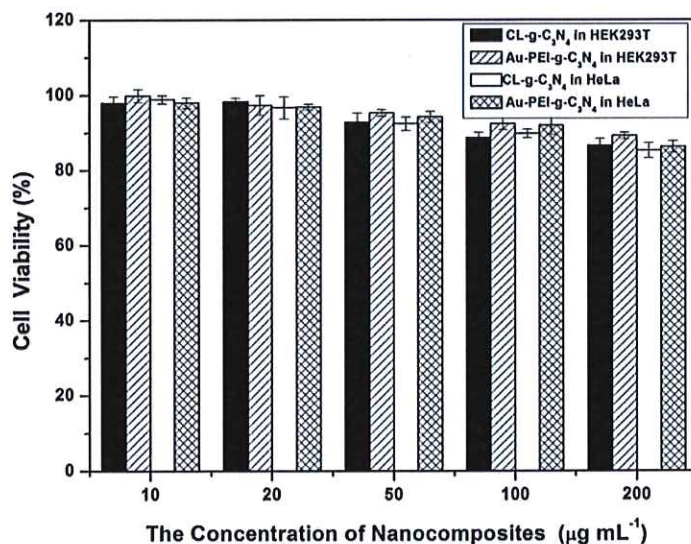 CL-g-C₃N₄ in HEK293T
Au-PEI-g-C₃N₄ in HEK293T
CL-g-C₃N₄ in HeLa
Au-PEI-g-C₃N₄ in HeLa
Cell Viability (%)
120
100
80
60
40
20
0
10 20 50 100 200
The Concentration of Nanocomposites (μg mL⁻¹)